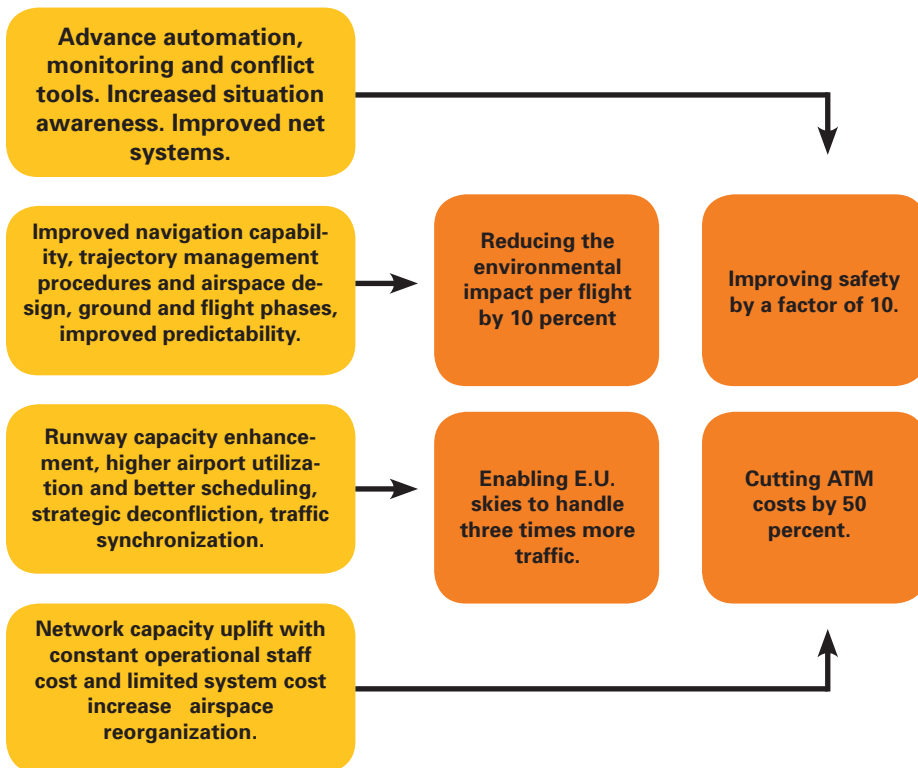 Advance automation,
monitoring and conflict
tools. Increased situation
awareness. Improved net
systems.
Improved navigation capabil-
ity, trajectory management
procedures and airspace de-
sign, ground and flight phases,
improved predictability.
Reducing the
environmental
impact per flight
by 10 percent
Improving safety
by a factor of 10.
Runway capacity enhance-
ment, higher airport utiliza-
tion and better scheduling,
strategic deconfliction, traffic
synchronization.
Enabling E.U.
skies to handle
three times more
traffic.
Cutting ATM
costs by 50
percent.
Network capacity uplift with
constant operational staff
cost and limited system cost
increase airspace
reorganization.